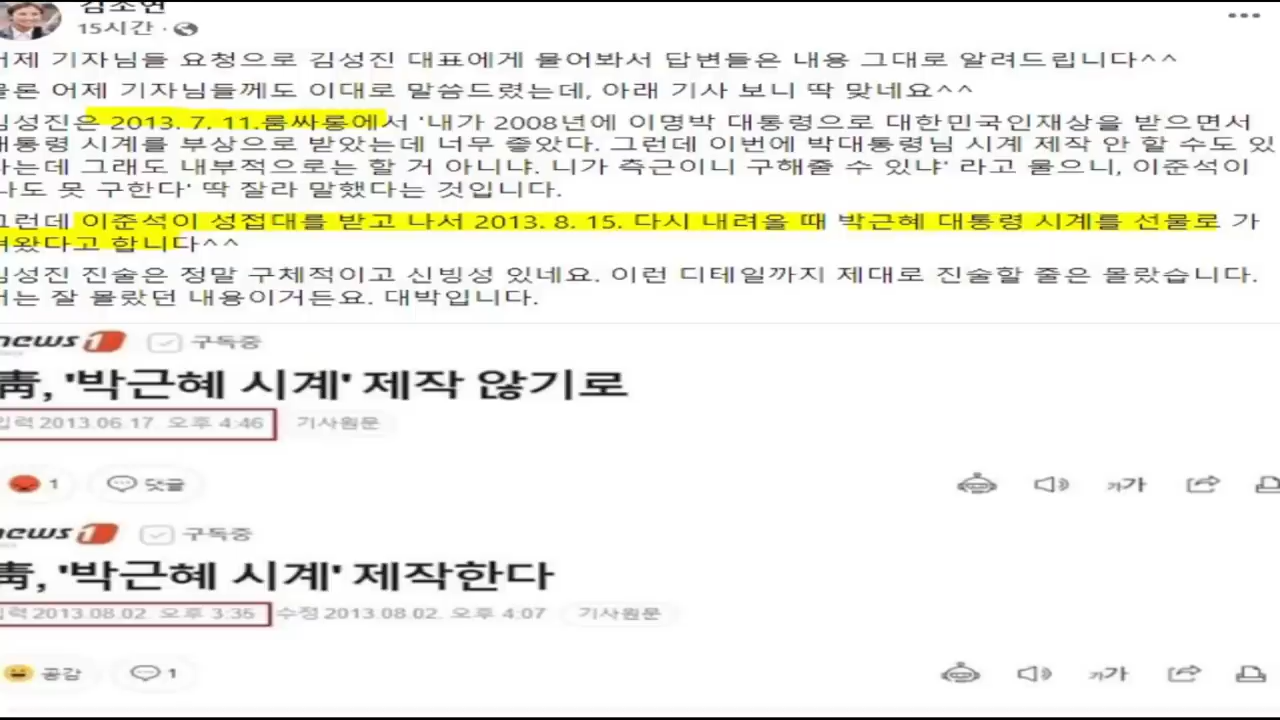 김소연
15시간
어제 기자님들 요청으로 김성진 대표에게 물어봐서 답변들은 내용 그대로 알려드립니다^^
물론 어제 기자님들께도 이대로 말씀드렸는데, 아래 기사 보니 딱 맞네요^^
김성진은 2013. 7. 11.룸싸롱에서 '내가 2008년에 이명박 대통령으로 대한민국인재상을 받으면서
대통령 시계를 부상으로 받았는데 너무 좋았다. 그런데 이번에 박대통령님 시계 제작 안 할 수도 있
다는데 그래도 내부적으로는 할 거 아니냐. 니가 측근이니 구해줄 수 있냐' 라고 물으니, 이준석이
'나도 못 구한다' 딱 잘라 말했다는 것입니다.
그런데 이준석이 성접대를 받고 나서 2013. 8. 15. 다시 내려올 때 박근혜 대통령 시계를 선물로 가
져왔다고 합니다^^
김성진 진술은 정말 구체적이고 신빙성 있네요. 이런 디테일까지 제대로 진술할 줄은 몰랐습니다.
저는 잘 몰랐던 내용이거든요. 대박입니다.
news1 구독중
靑, '박근혜 시계' 제작 않기로
입력 2013.06.17. 오후 4:46 기사원문
1 댓글 가가
news1 구독중
靑, '박근혜 시계' 제작한다
입력 2013.08.02. 오후 3:35 수정 2013.08.02. 오후 4:07 기사원문
공감 1 가가